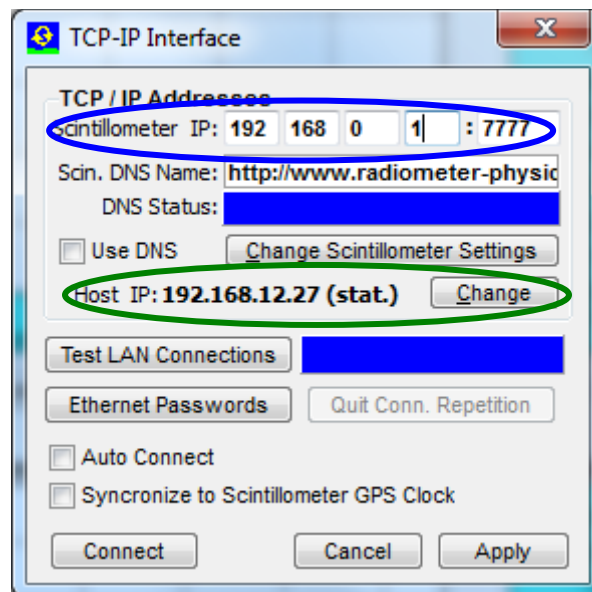 TCP-IP Interface
TCP / IP Addresses
Scintillometer IP: 192 168 0 1 : 7777
Scin. DNS Name: http://www.radiometer-physic
DNS Status:
Use DNS Change Scintillometer Settings
Host IP: 192.168.12.27 (stat.) Change
Test LAN Connections
Ethernet Passwords Quit Conn. Repetition
Auto Connect
Syncronize to Scintillometer GPS Clock
Connect Cancel Apply